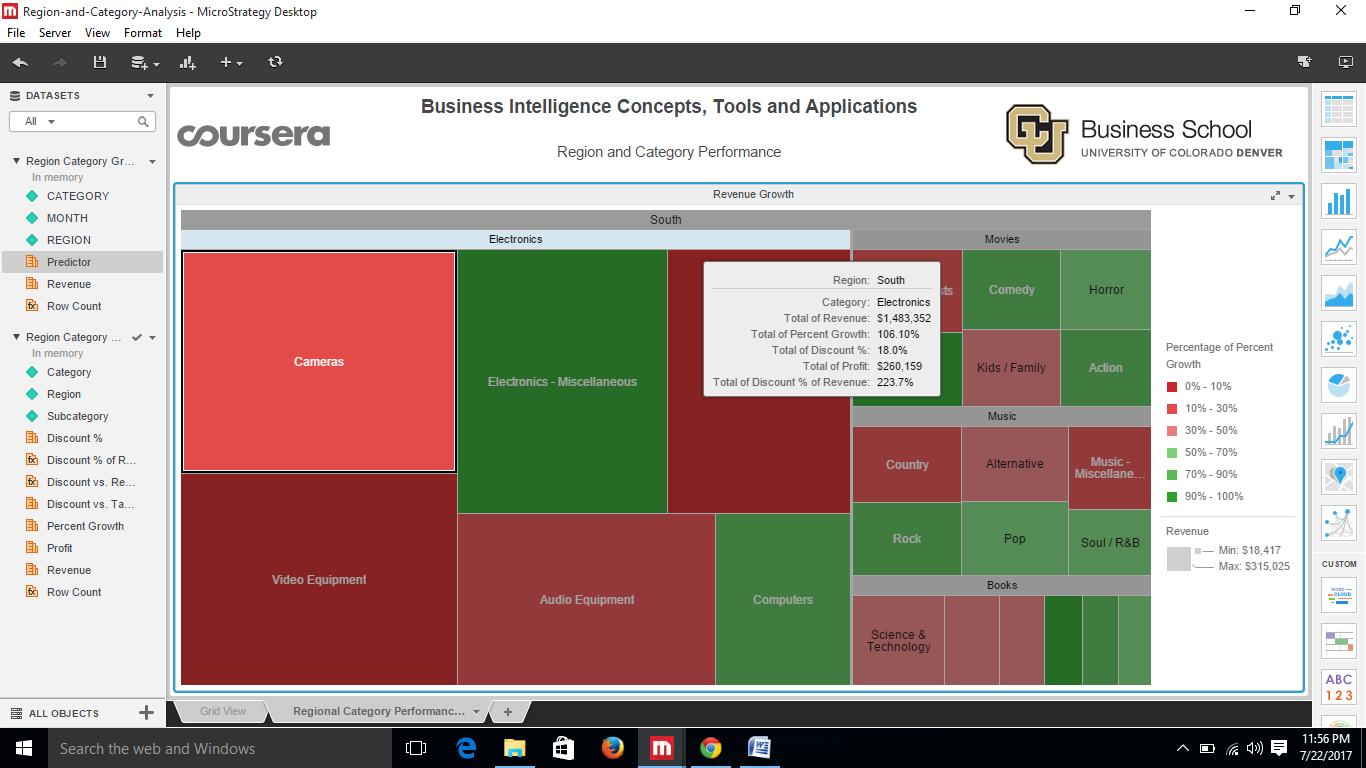 Region-and-Category-Analysis - MicroStrategy Desktop
File Server View Format Help
DATASETS
All
Region Category Gr...
In memory
CATEGORY
MONTH
REGION
Predictor
Revenue
Row Count
Region Category ...
In memory
Category
Region
Subcategory
Discount %
Discount % of R...
Discount vs. Re...
Discount vs. Ta...
Percent Growth
Profit
Revenue
Row Count
ALL OBJECTS
coursera
Business Intelligence Concepts, Tools and Applications
Region and Category Performance
CU
Business School
UNIVERSITY OF COLORADO DENVER
Revenue Growth
South
Electronics
Cameras
Electronics - Miscellaneous
Video Equipment
Audio Equipment
Computers
Region: South
Category: Electronics
Total of Revenue: $1,483,352
Total of Percent Growth: 106.10%
Total of Discount %: 18.0%
Total of Profit: $260,159
Total of Discount % of Revenue: 223.7%
Movies
Comedy
Horror
Kids / Family
Action
Music
Country
Alternative
Music -
Miscellane...
Rock
Pop
Soul / R&B
Books
Science &
Technology
Percentage of Percent
Growth
0% - 10%
10% - 30%
30% - 50%
50% - 70%
70% - 90%
90% - 100%
Revenue
Min: $18,417
Max: $315,025
CUSTOM
WORD
CLOUD
ABC
123
Grid View
Regional Category Performanc...
Search the web and Windows
11:56 PM
7/22/2017